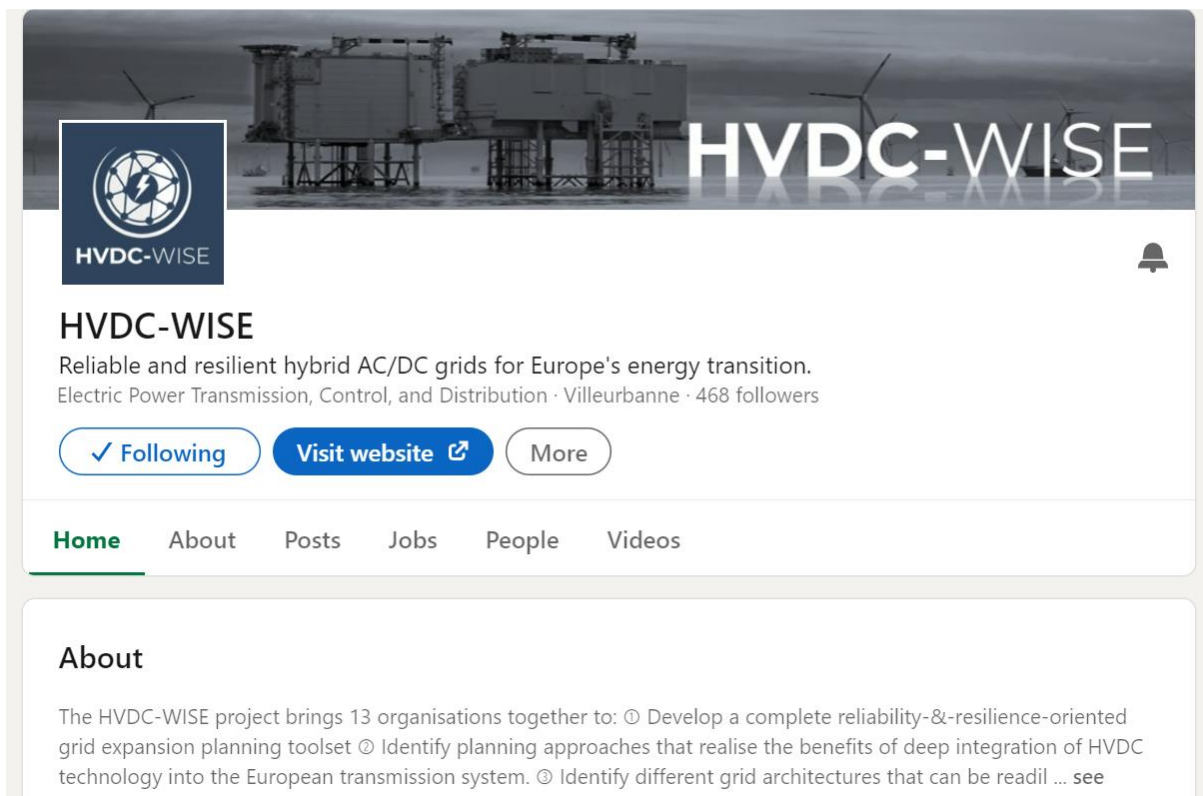 HVDC-WISE
HVDC-WISE
HVDC-WISE
Reliable and resilient hybrid AC/DC grids for Europe's energy transition.
Electric Power Transmission, Control, and Distribution · Villeurbanne · 468 followers
✓ Following
Visit website
More
Home About Posts Jobs People Videos
About
The HVDC-WISE project brings 13 organisations together to: ① Develop a complete reliability-&-resilience-oriented
grid expansion planning toolset ② Identify planning approaches that realise the benefits of deep integration of HVDC
technology into the European transmission system. ③ Identify different grid architectures that can be readil ... see